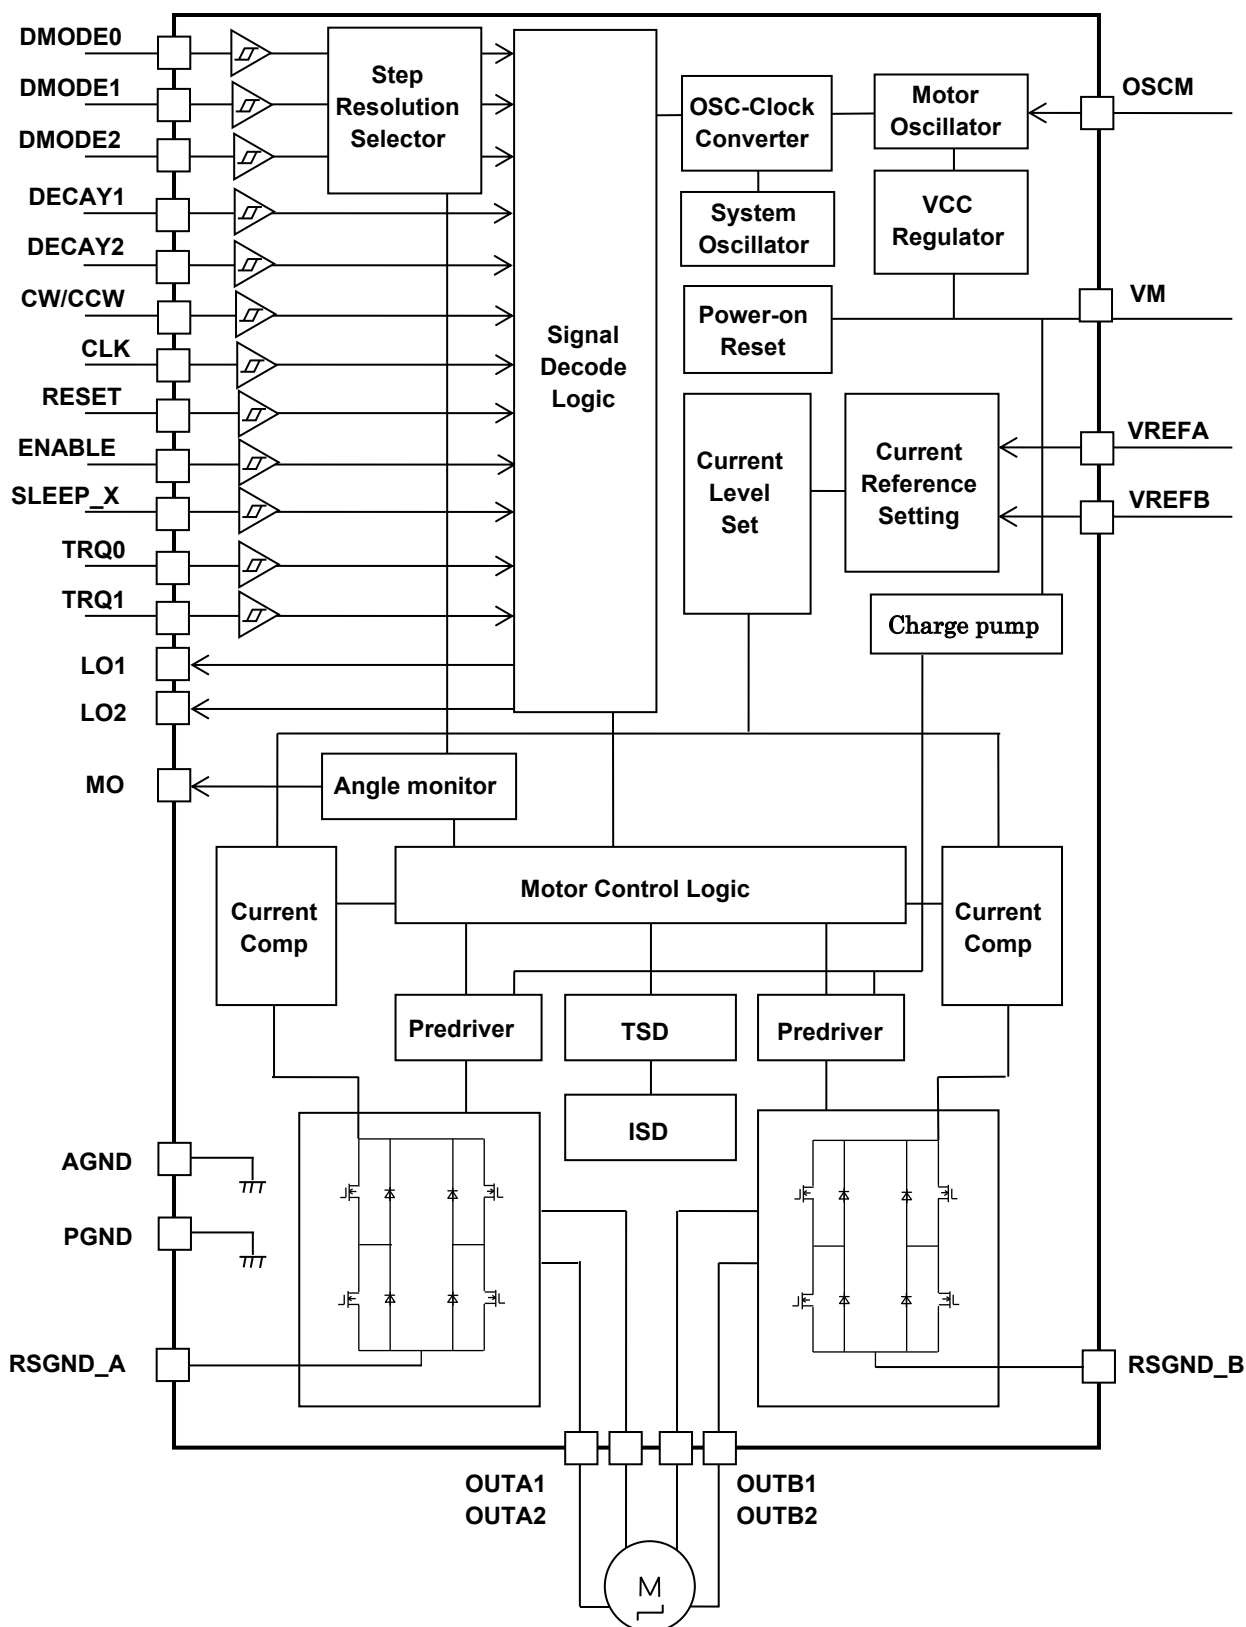 DMODE0
DMODE1
DMODE2
DECAY1
DECAY2
CW/CCW
CLK
RESET
ENABLE
SLEEP_X
TRQ0
TRQ1
LO1
LO2
MO
AGND
PGND
RSGND_A
Step
Resolution
Selector
Signal
Decode
Logic
OSC-Clock
Converter
Motor
Oscillator
System
Oscillator
VCC
Regulator
Power-on
Reset
Current
Level
Set
Current
Reference
Setting
Charge pump
OSCM
VM
VREFA
VREFB
Angle monitor
Motor Control Logic
Current
Comp
Current
Comp
Predriver
TSD
Predriver
ISD
RSGND_B
OUTA1
OUTA2
OUTB1
OUTB2
M